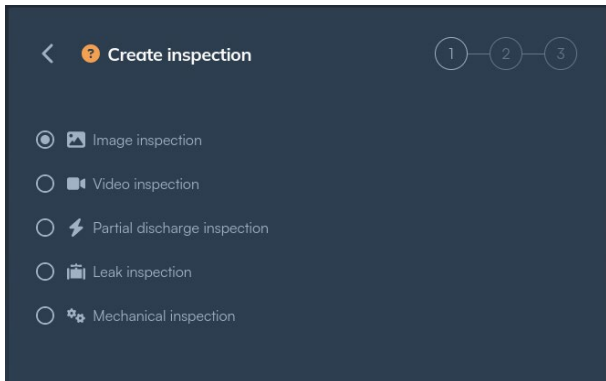 ? Create inspection 1 2 3
Image inspection
Video inspection
Partial discharge inspection
Leak inspection
Mechanical inspection